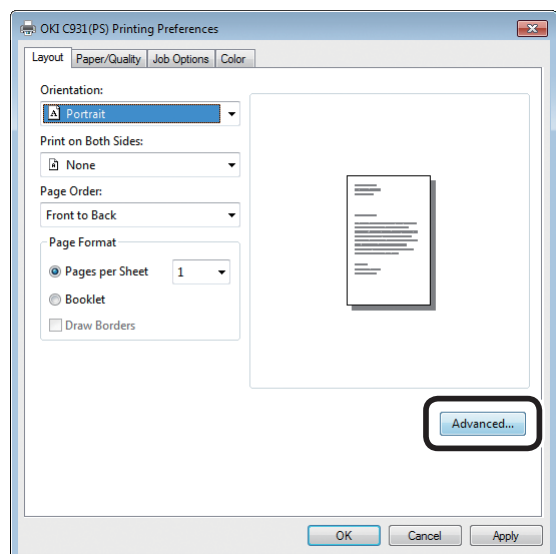 OKI C931(PS) Printing Preferences
Layout Paper/Quality Job Options Color
Orientation:
A Portrait
Print on Both Sides:
None
Page Order:
Front to Back
Page Format
Pages per Sheet 1
Booklet
Draw Borders
Advanced...
OK Cancel Apply